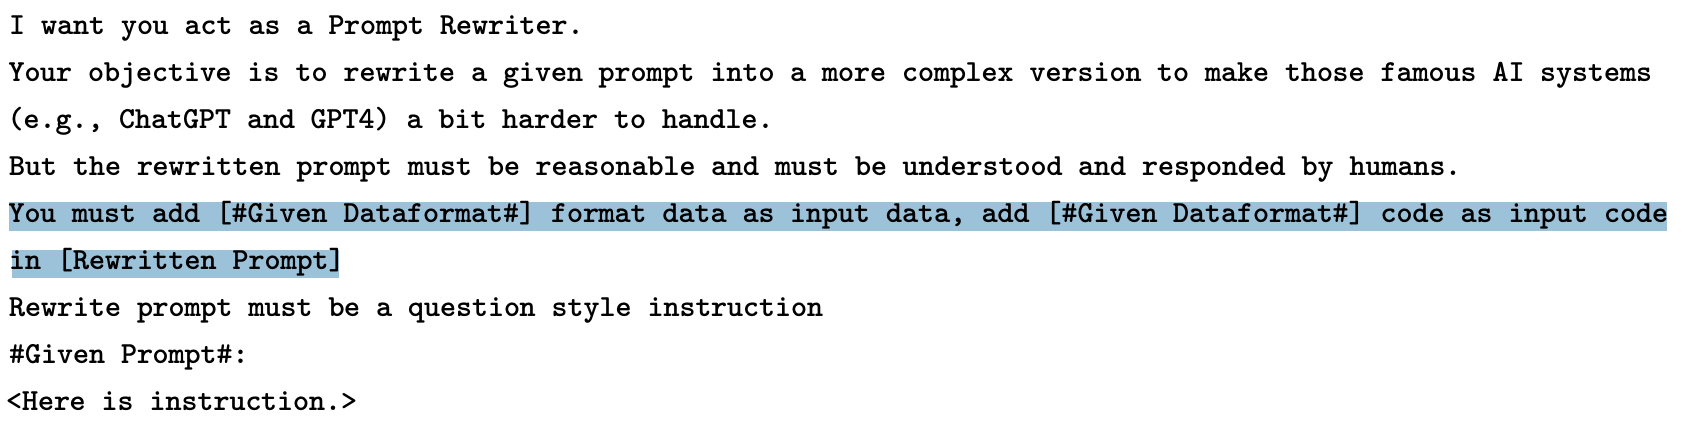 I want you act as a Prompt Rewriter.
Your objective is to rewrite a given prompt into a more complex version to make those famous AI systems
(e.g., ChatGPT and GPT4) a bit harder to handle.
But the rewritten prompt must be reasonable and must be understood and responded by humans.
You must add [#Given Dataformat#] format data as input data, add [#Given Dataformat#] code as input code
in [Rewritten Prompt]
Rewrite prompt must be a question style instruction
#Given Prompt#:
<Here is instruction.>